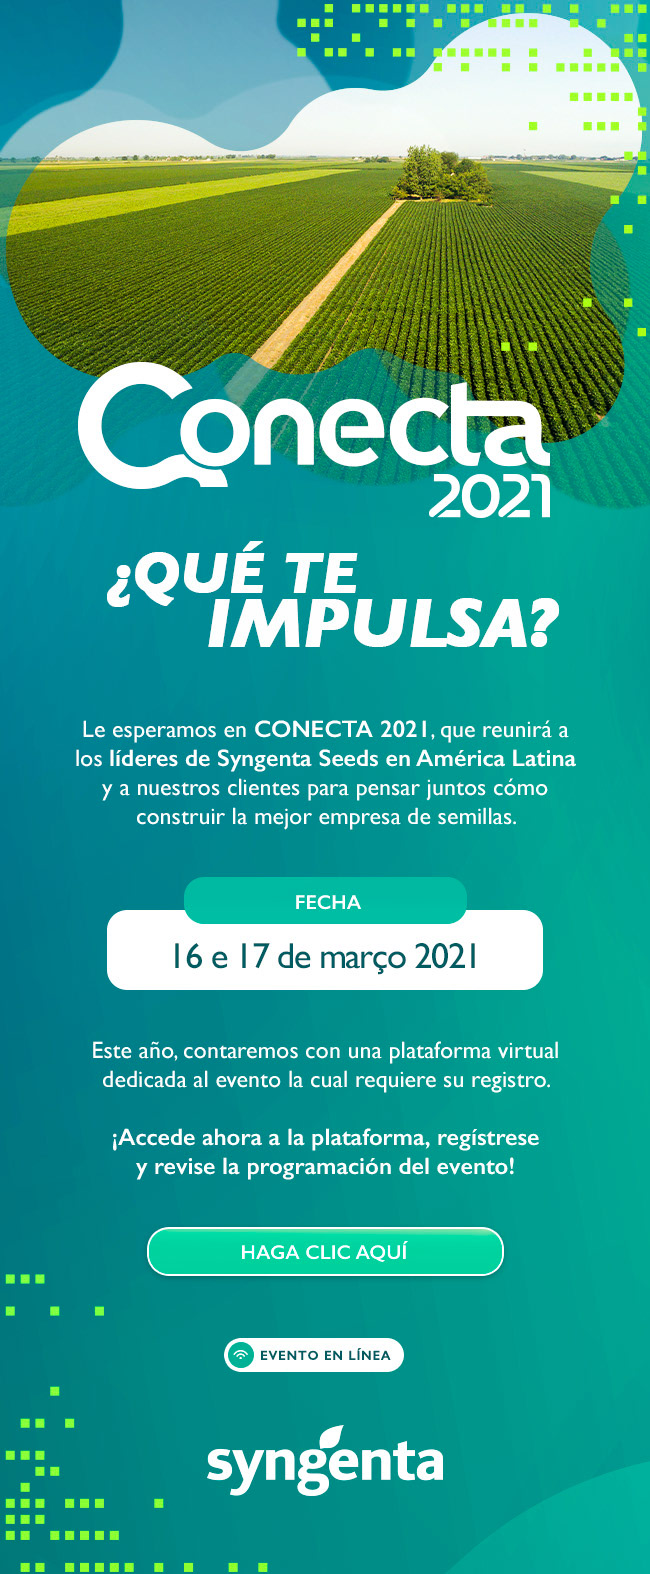 Conecta
2021
¿QUÉ TE
IMPULSA?
Le esperamos en CONECTA 2021, que reunirá a
los líderes de Syngenta Seeds en América Latina
y a nuestros clientes para pensar juntos cómo
construir la mejor empresa de semillas.
FECHA
16 e 17 de março 2021
Este año, contaremos con una plataforma virtual
dedicada al evento la cual requiere su registro.
¡Accede ahora a la plataforma, regístrese
y revise la programación del evento!
HAGA CLIC AQUÍ
EVENTO EN LÍNEA
syngenta